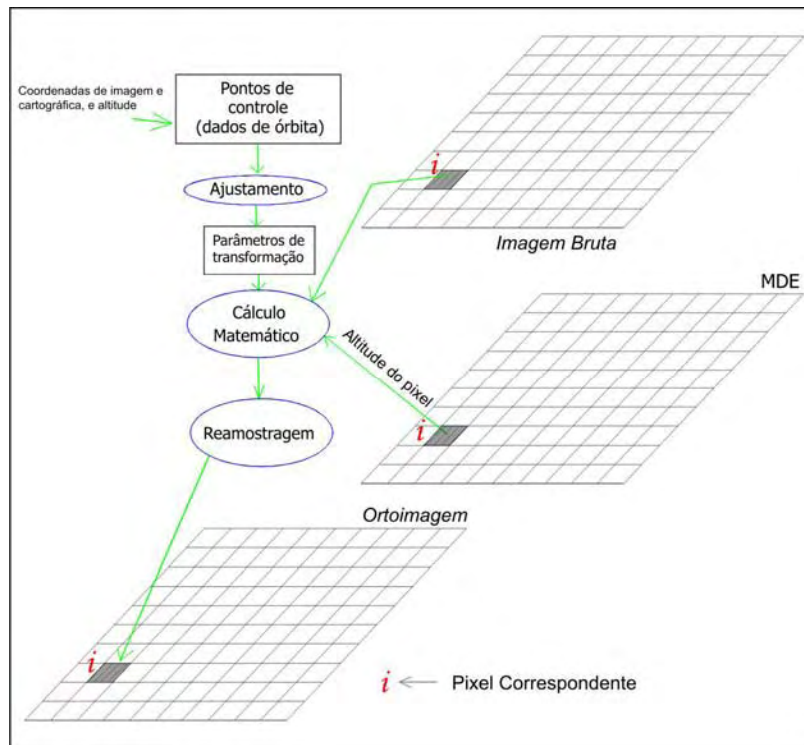 Coordenadas de imagem e
cartográfica, e altitude
Pontos de
controle
(dados de órbita)
Ajustamento
Parâmetros de
transformação
Cálculo
Matemático
Reamostragem
i
Imagem Bruta
MDE
Altitude do pixel
i
Ortoimagem
i
i
Pixel Correspondente